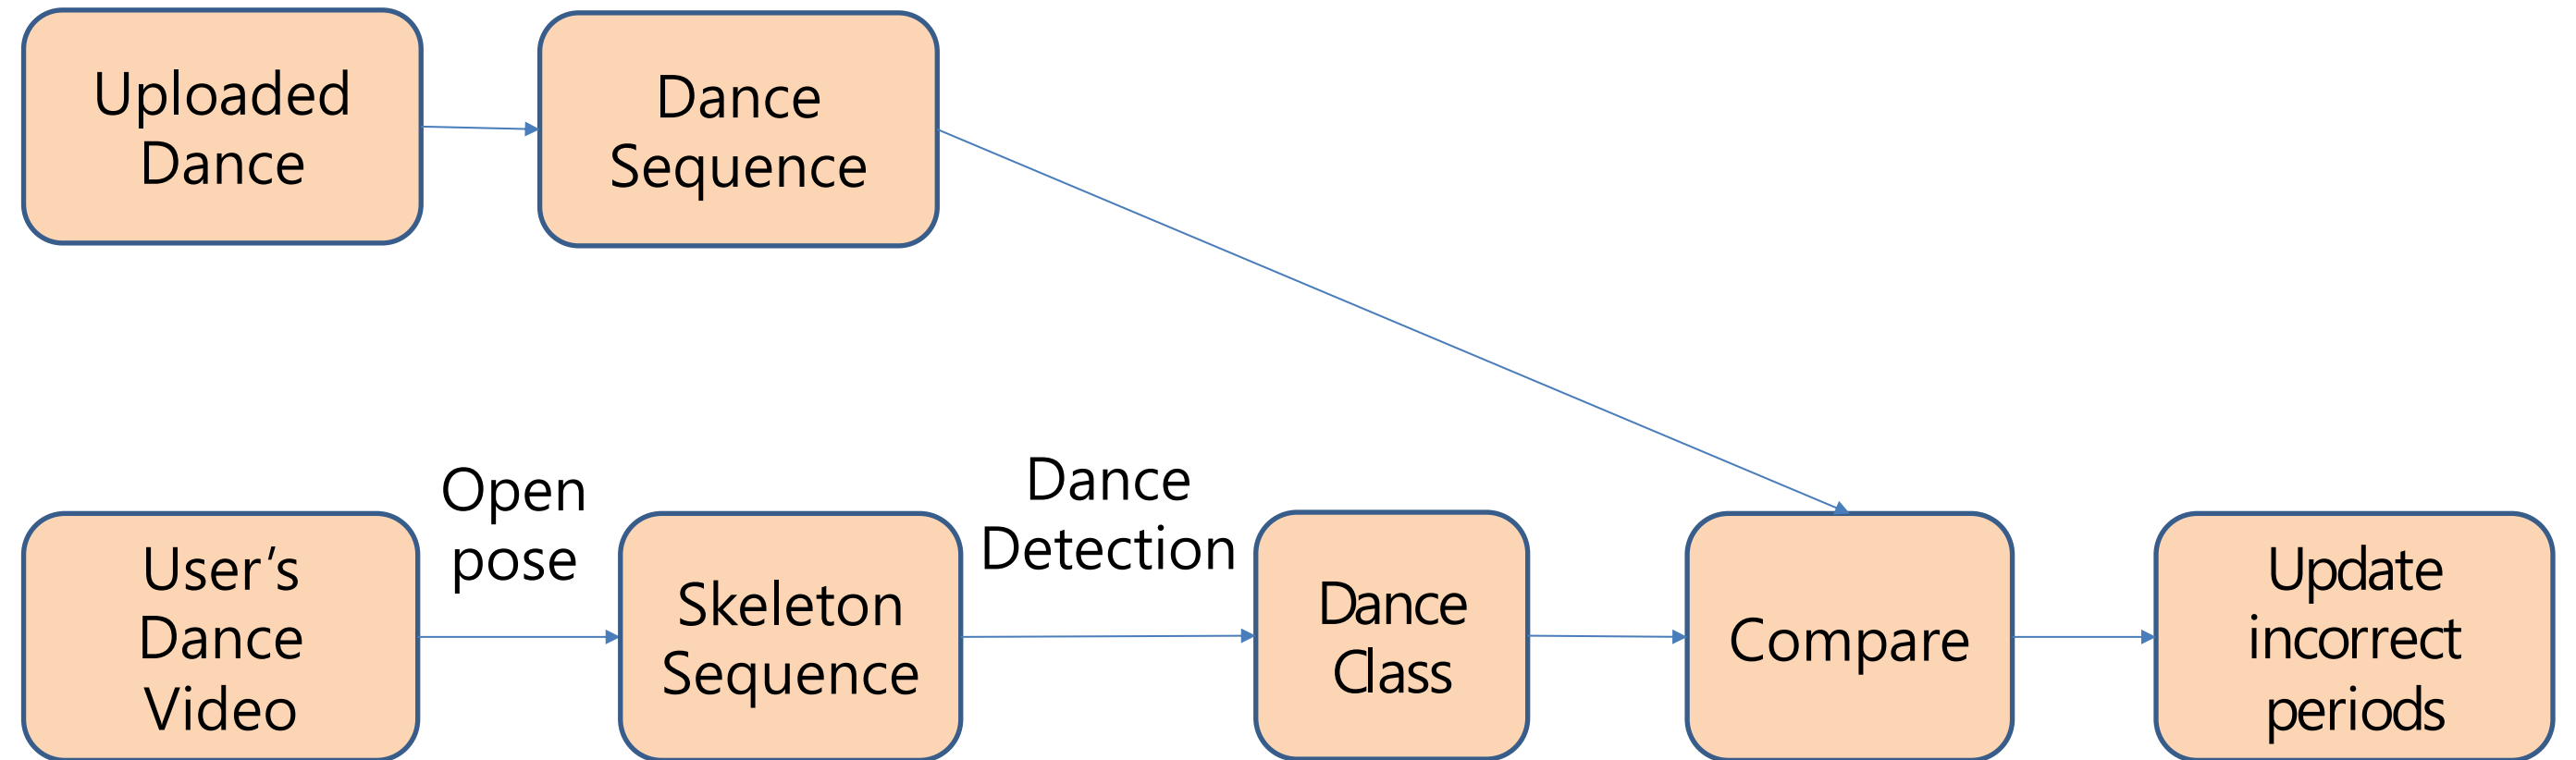 Uploaded
Dance
Dance
Sequence
User's
Dance
Video
Open
pose
Skeleton
Sequence
Dance
Detection
Dance
Class
Compare
Update
incorrect
periods